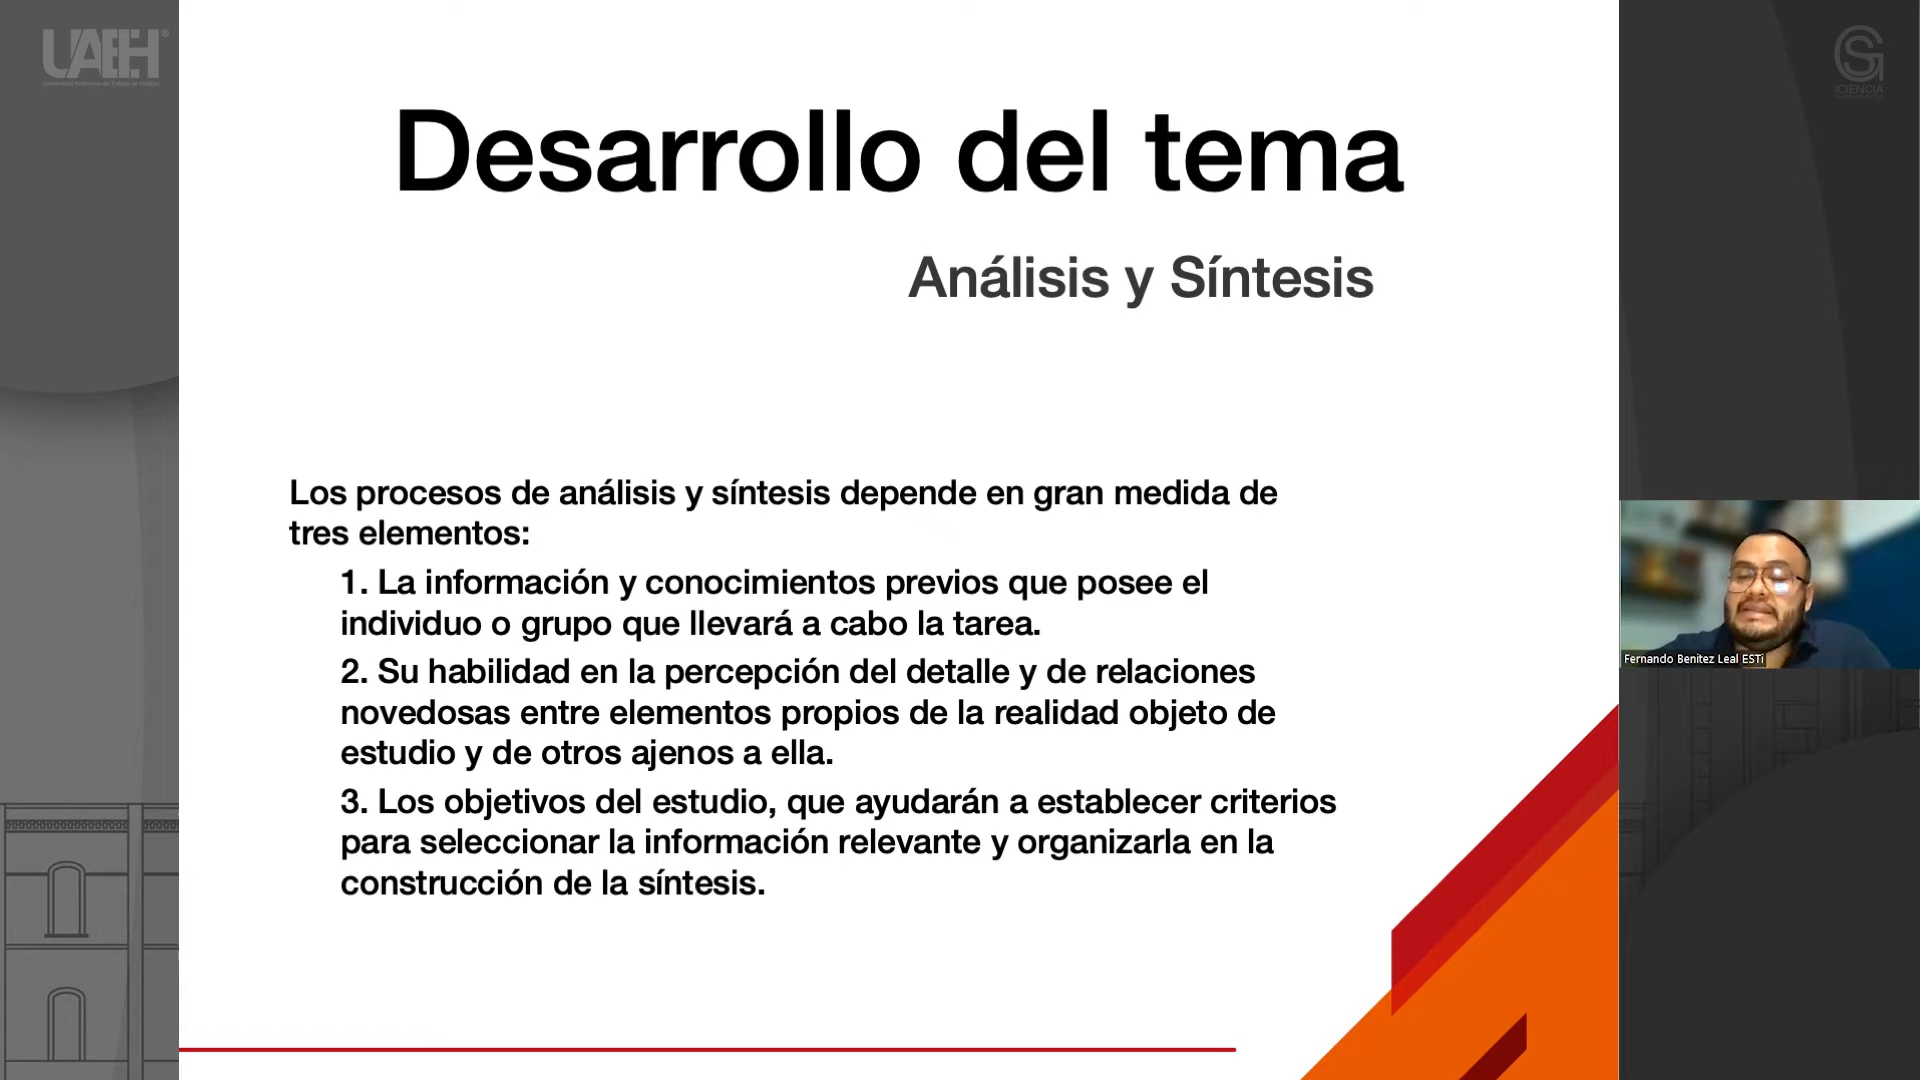 UAEH
Desarrollo del tema
Análisis y Síntesis
Los procesos de análisis y síntesis depende en gran medida de
tres elementos:
1. La información y conocimientos previos que posee el
individuo o grupo que llevará a cabo la tarea.
2. Su habilidad en la percepción del detalle y de relaciones
novedosas entre elementos propios de la realidad objeto de
estudio y de otros ajenos a ella.
3. Los objetivos del estudio, que ayudarán a establecer criterios
para seleccionar la información relevante y organizarla en la
construcción de la síntesis.
CIENCIA
Fernando Benitez Leal ESTi